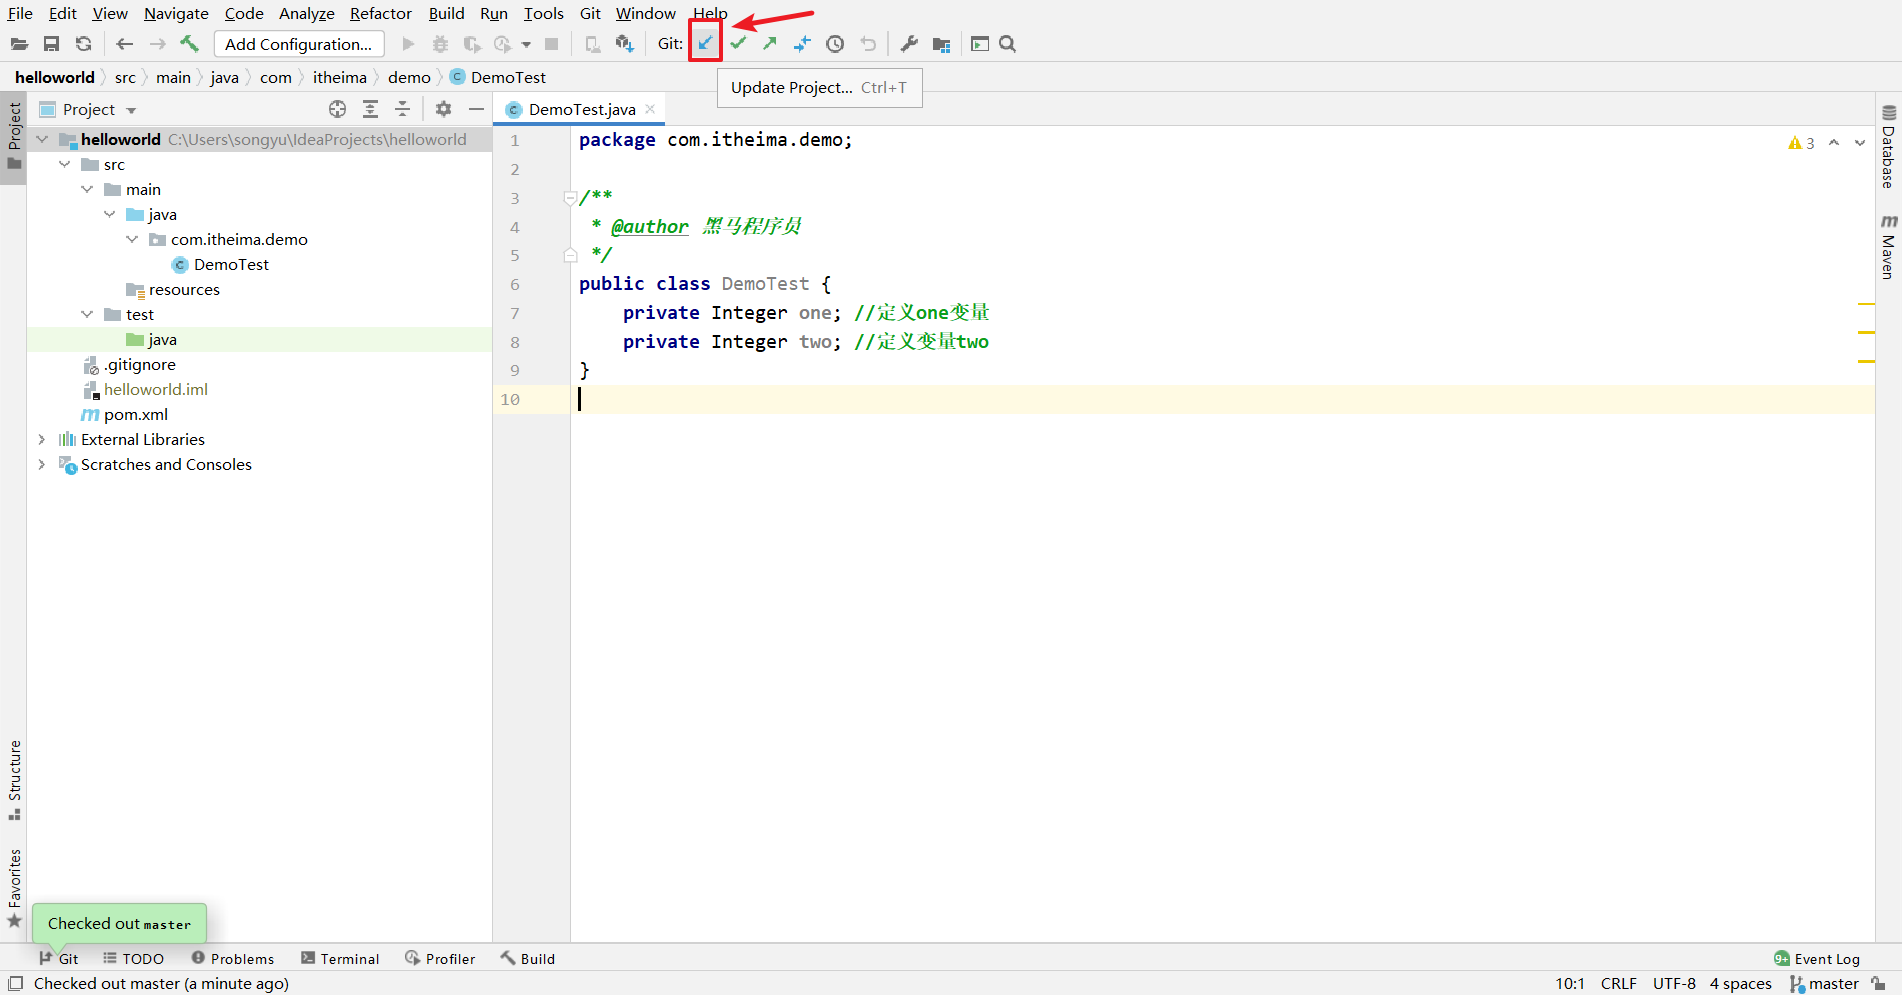 File Edit View Navigate Code Analyze Refactor Build Run Tools Git Window Help
Add Configuration... Git:
helloworld src main java com itheima demo DemoTest
Update Project... Ctrl+T
Project
Project
DemoTest.java
helloworld C:\Users\songyu\IdeaProjects\helloworld
src
main
java
com.itheima.demo
DemoTest
resources
test
java
.gitignore
helloworld.iml
pom.xml
External Libraries
Scratches and Consoles
1 package com.itheima.demo;
2
3 /**
4 * @author 黑马程序员
5 */
6 public class DemoTest {
7 private Integer one; //定义one变量
8 private Integer two; //定义变量two
9 }
10
3
Database
Maven
Structure
Favorites
Checked out master
Git TODO Problems Terminal Profiler Build 9+ Event Log
Checked out master (a minute ago) 10:1 CRLF UTF-8 4 spaces master